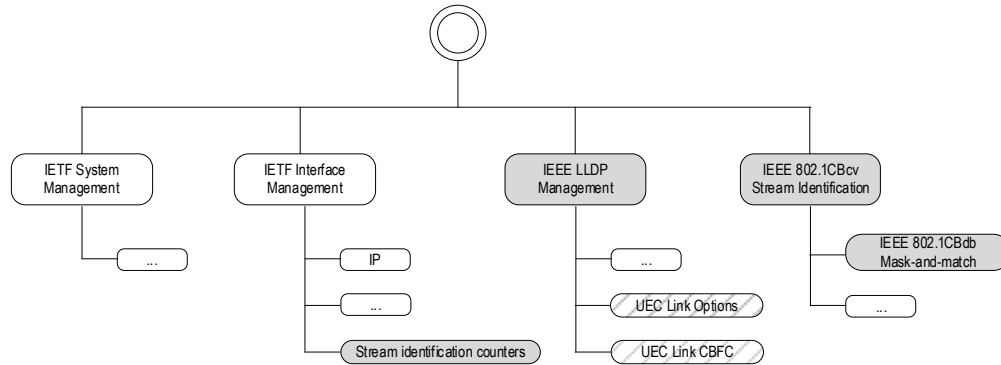 IETF System
Management
IETF Interface
Management
IEEE LLDP
Management
IEEE 802.1CBcv
Stream Identification
...
IP
...
Stream identification counters
...
UEC Link Options
UEC Link CBFC
IEEE 802.1CBdb
Mask-and-match
...